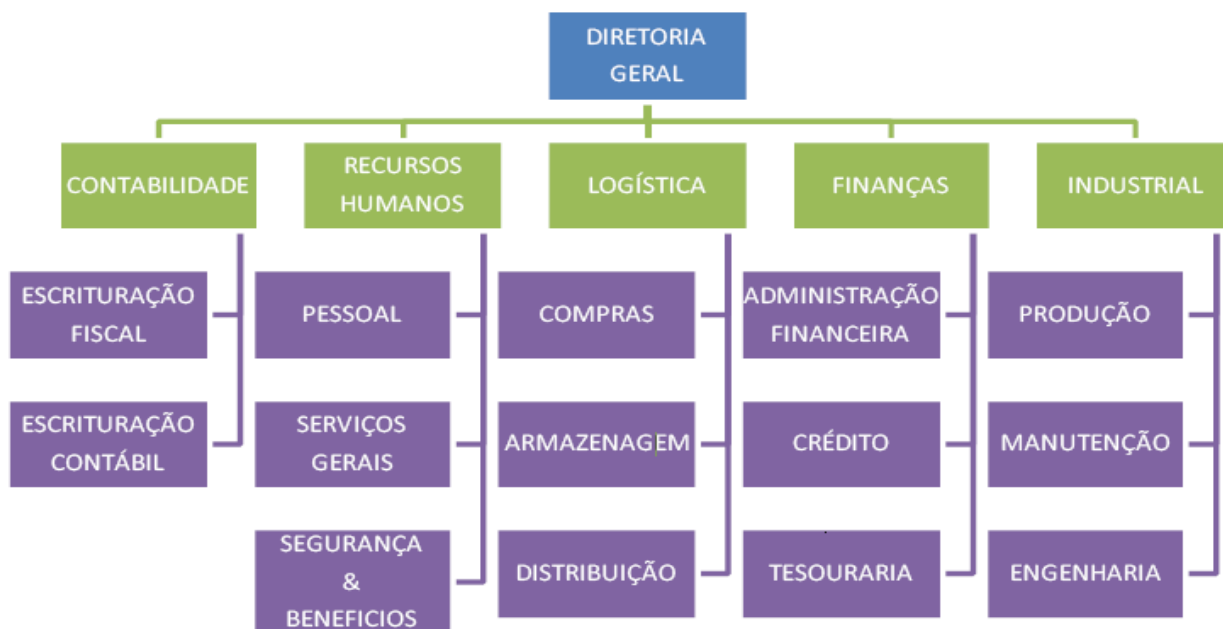 DIRETORIA
GERAL
CONTABILIDADE
RECURSOS
HUMANOS
LOGÍSTICA
FINANÇAS
INDUSTRIAL
ESCRITURAÇÃO
FISCAL
PESSOAL
COMPRAS
ADMINISTRAÇÃO
FINANCEIRA
PRODUÇÃO
ESCRITURAÇÃO
CONTÁBIL
SERVIÇOS
GERAIS
ARMAZENAGEM
CRÉDITO
MANUTENÇÃO
SEGURANÇA
&
BENEFICIOS
DISTRIBUIÇÃO
TESOURARIA
ENGENHARIA